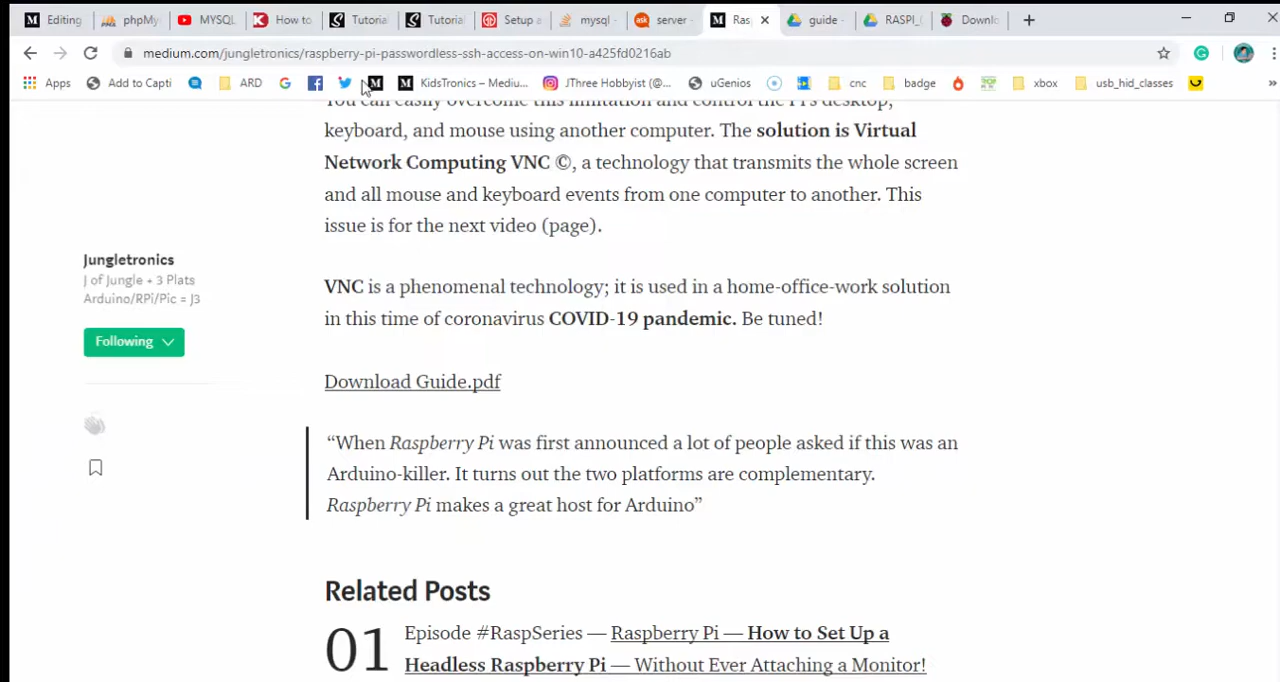 Editing phpMy MYSQL How to Tutoria Tutorial Setup a mysql server Ras guide RASPI_ Downlo
medium.com/jungletronics/raspberry-pi-passwordless-ssh-access-on-win10-a425fd0216ab
Apps Add to Capti ARD KidsTronics – Mediu... JThree Hobbyist (@... uGenios cnc badge xbox usb_hid_classes »
You can easily overcome this limitation and control the Pi's desktop,
keyboard, and mouse using another computer. The solution is Virtual
Network Computing VNC ©, a technology that transmits the whole screen
and all mouse and keyboard events from one computer to another. This
issue is for the next video (page).
Jungletronics
J of Jungle + 3 Plats
Arduino/RPi/Pic = J3
Following
VNC is a phenomenal technology; it is used in a home-office-work solution
in this time of coronavirus COVID-19 pandemic. Be tuned!
Download Guide.pdf
“When Raspberry Pi was first announced a lot of people asked if this was an
Arduino-killer. It turns out the two platforms are complementary.
Raspberry Pi makes a great host for Arduino”
Related Posts
01 Episode #RaspSeries — Raspberry Pi — How to Set Up a
Headless Raspberry Pi — Without Ever Attaching a Monitor!